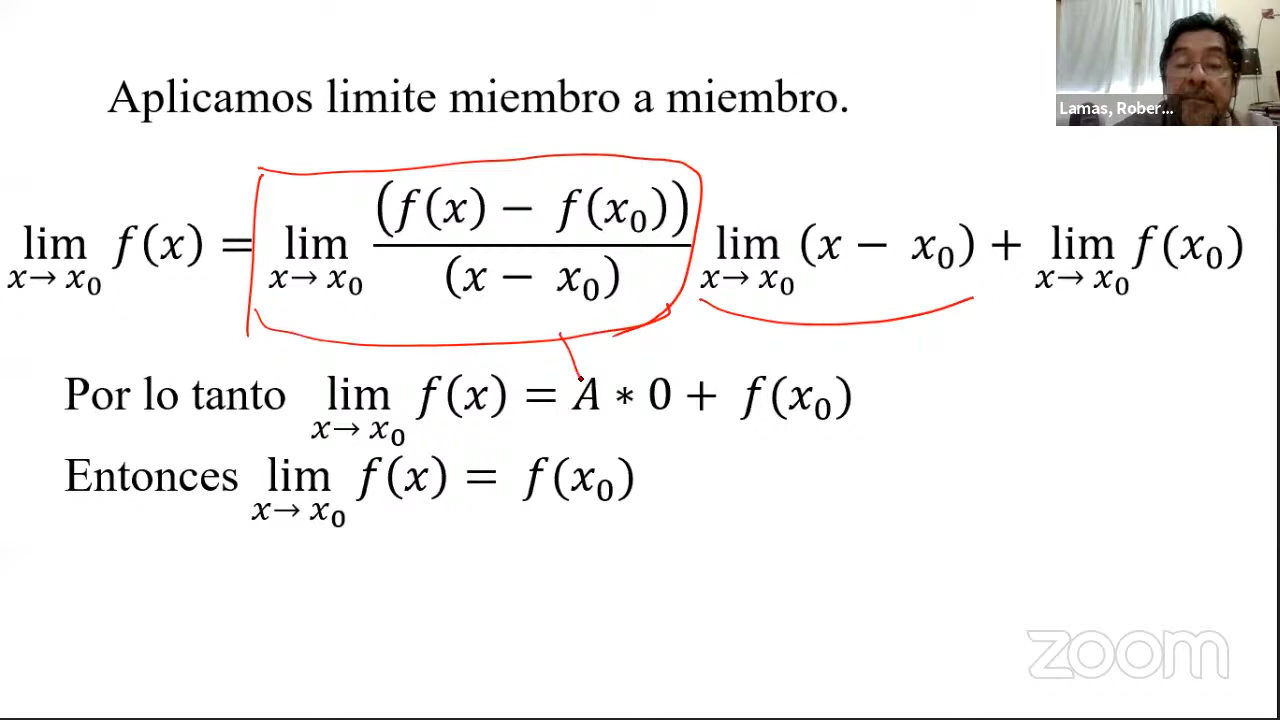 Aplicamos limite miembro a miembro.
Lamas, Rober...
lim x→ x₀ f(x) = lim x→ x₀ (f(x) − f(x₀)) / (x − x₀) lim x→ x₀ (x − x₀) + lim x→ x₀ f(x₀)
Por lo tanto lim x→ x₀ f(x) = A ∗ 0 + f(x₀)
Entonces lim x→ x₀ f(x) = f(x₀)
zoom